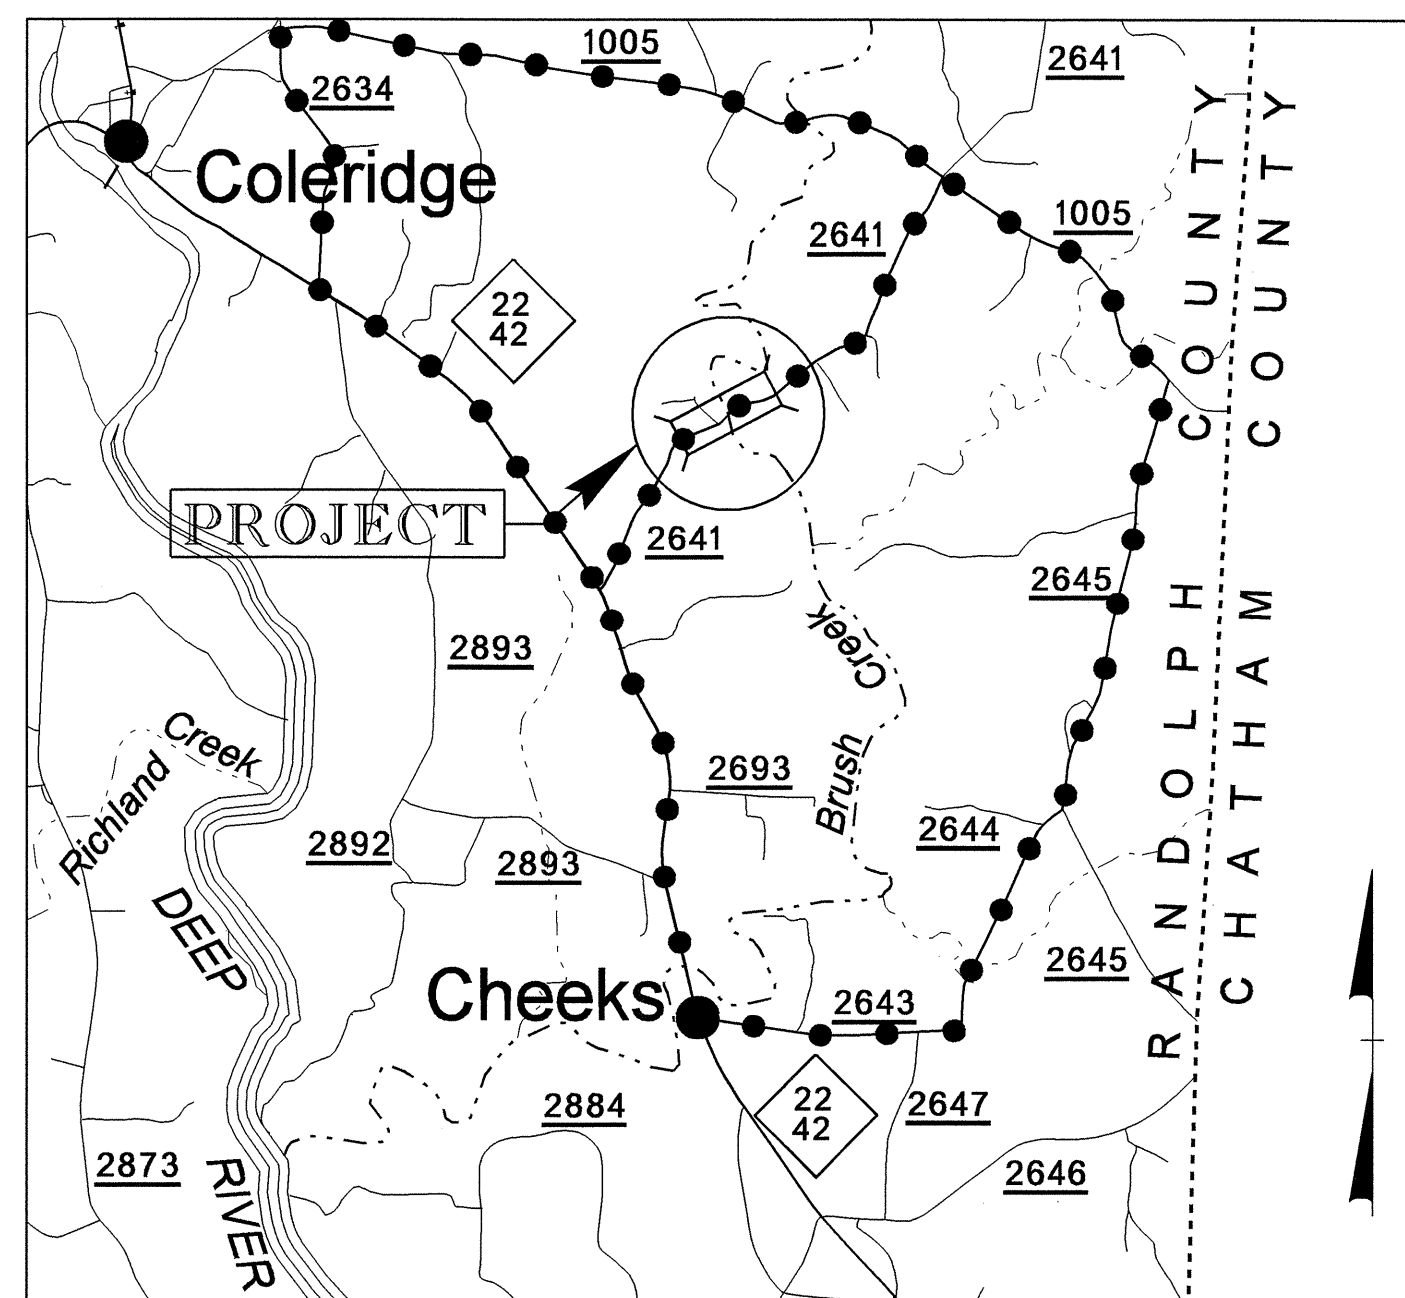 1005
2641
2634
Coleridge
1005
2641
22
42
PROJECT
2641
2645
2893
Creek
Brush
Richland
Creek
2693
2892
2893
2644
DEEP
RIVER
Cheeks
2643
2645
22
42
2884
2647
2873
2646
RANDOLPH COUNTY
CHATHAM COUNTY